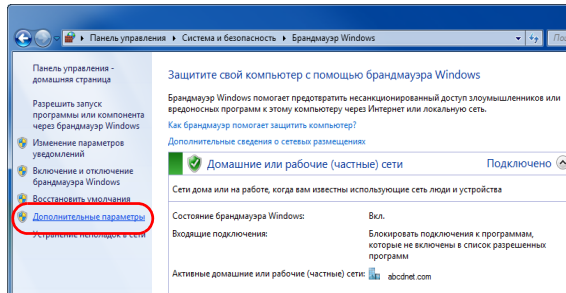 Панель управления ▸ Система и безопасность ▸ Брандмауэр Windows
Панель управления -
домашняя страница
Разрешить запуск
программы или компонента
через брандмауэр Windows
Изменение параметров
уведомлений
Включение и отключение
брандмауэра Windows
Восстановить умолчания
Дополнительные параметры
Устранение неполадок в сети
Защитите свой компьютер с помощью брандмауэра Windows
Брандмауэр Windows помогает предотвратить несанкционированный доступ злоумышленников или
вредоносных программ к этому компьютеру через Интернет или локальную сеть.
Как брандмауэр помогает защитить компьютер?
Дополнительные сведения о сетевых размещениях
Домашние или рабочие (частные) сети Подключено
Сети дома или на работе, когда вам известны использующие сеть люди и устройства
Состояние брандмауэра Windows: Вкл.
Входящие подключения: Блокировать подключения к программам,
которые не включены в список разрешенных
программ
Активные домашние или рабочие (частные) сети: abcdnet.com